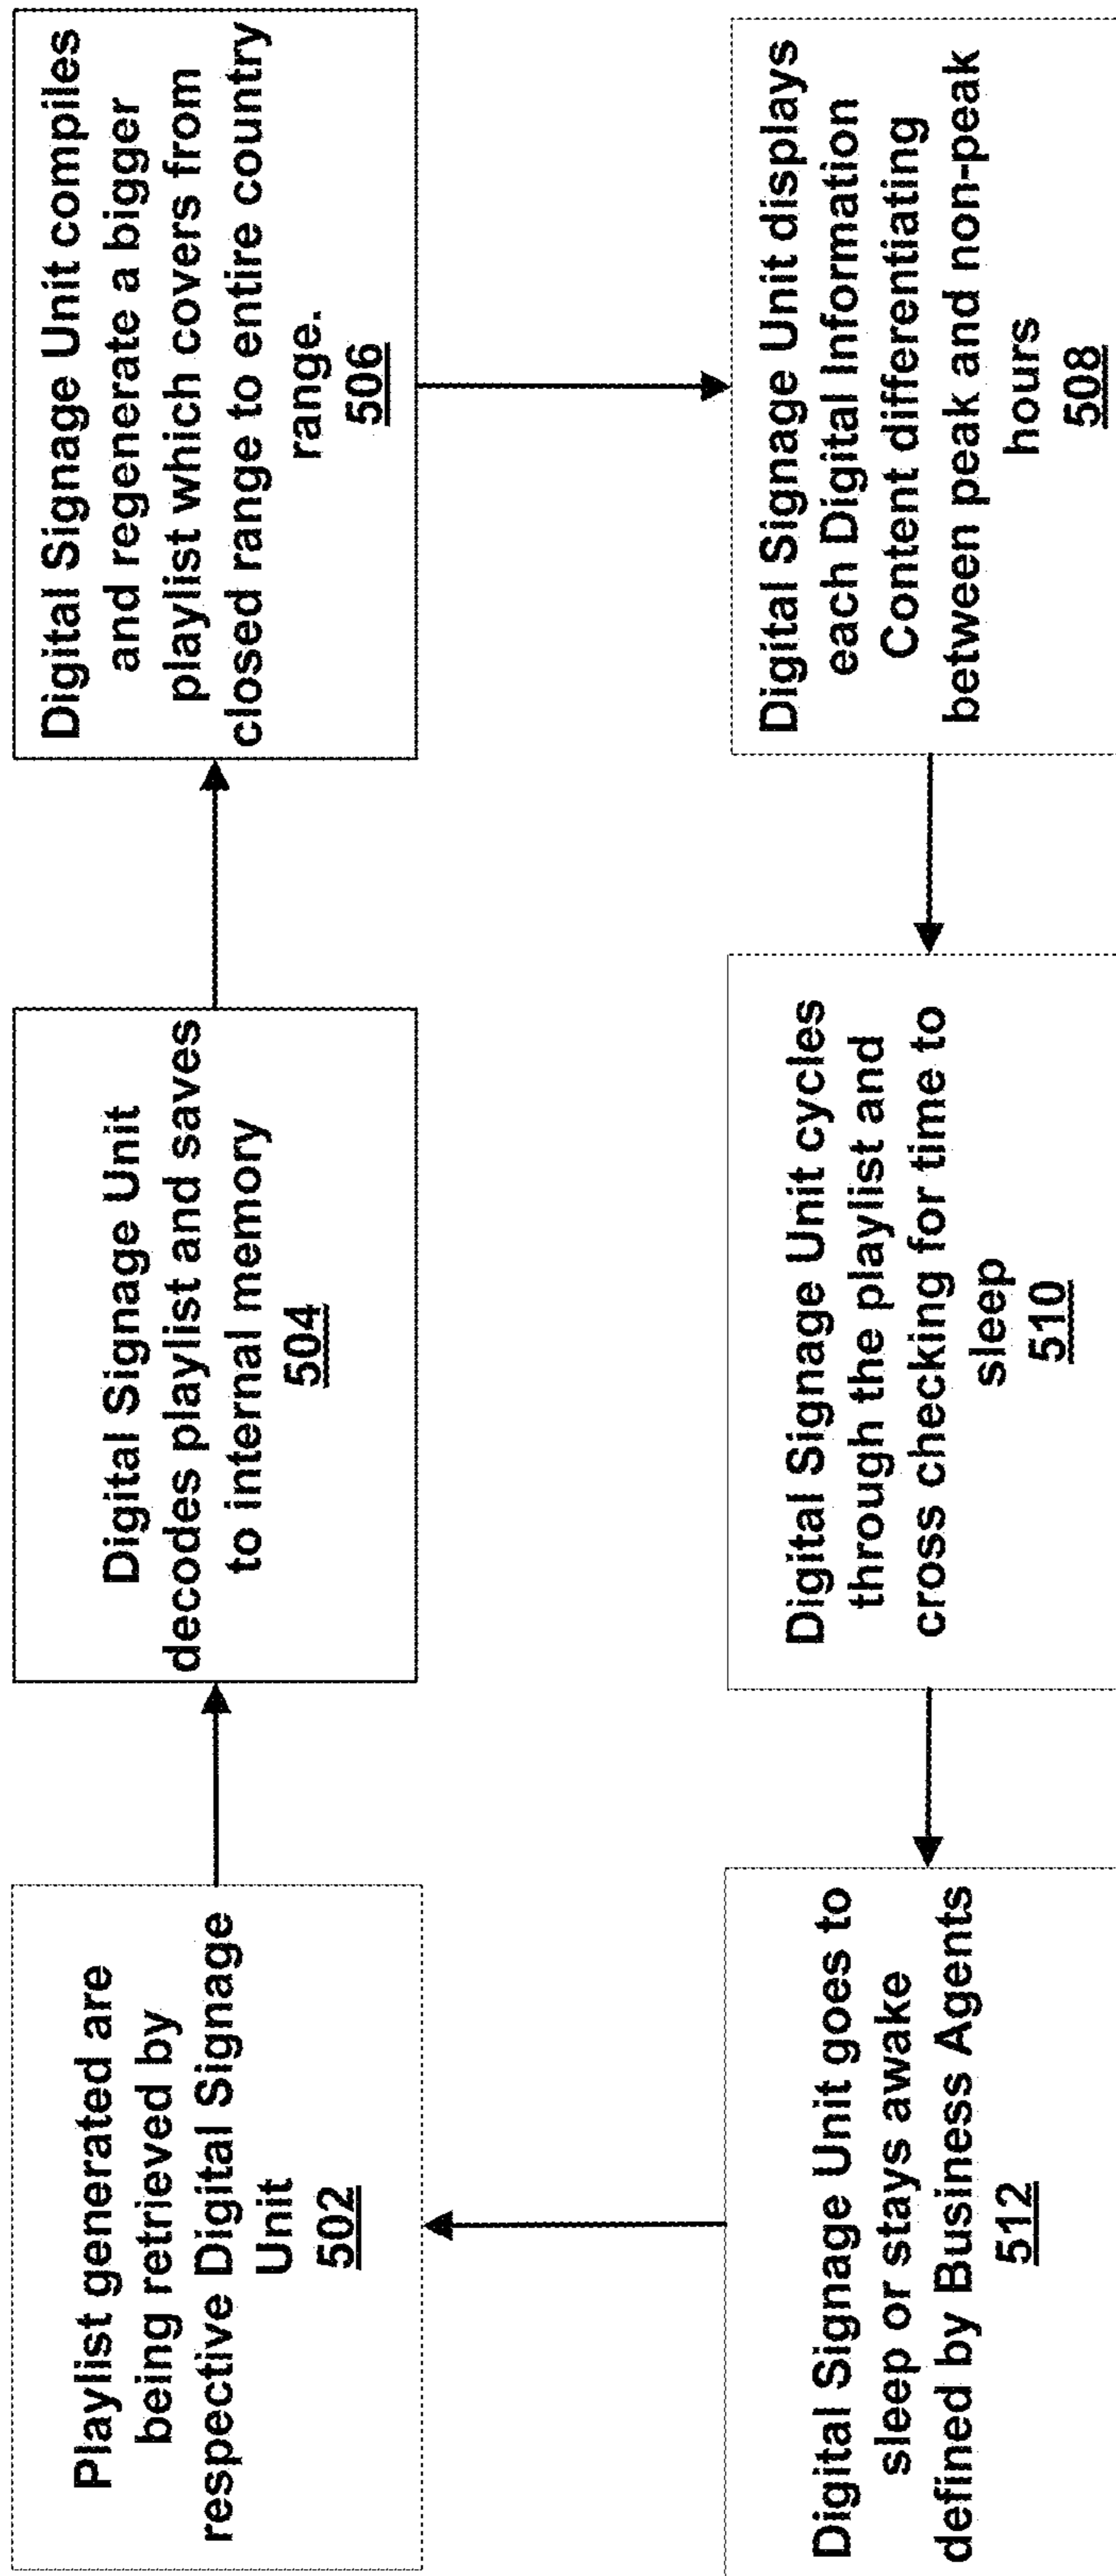 Playlist generated are
being retrieved by
respective Digital Signage
Unit
502
Digital Signage Unit
decodes playlist and saves
to internal memory
504
Digital Signage Unit compiles
and regenerate a bigger
playlist which covers from
closed range to entire country
range.
506
Digital Signage Unit displays
each Digital Information
Content differentiating
between peak and non-peak
hours
508
Digital Signage Unit cycles
through the playlist and
cross checking for time to
sleep
510
Digital Signage Unit goes to
sleep or stays awake
defined by Business Agents
512